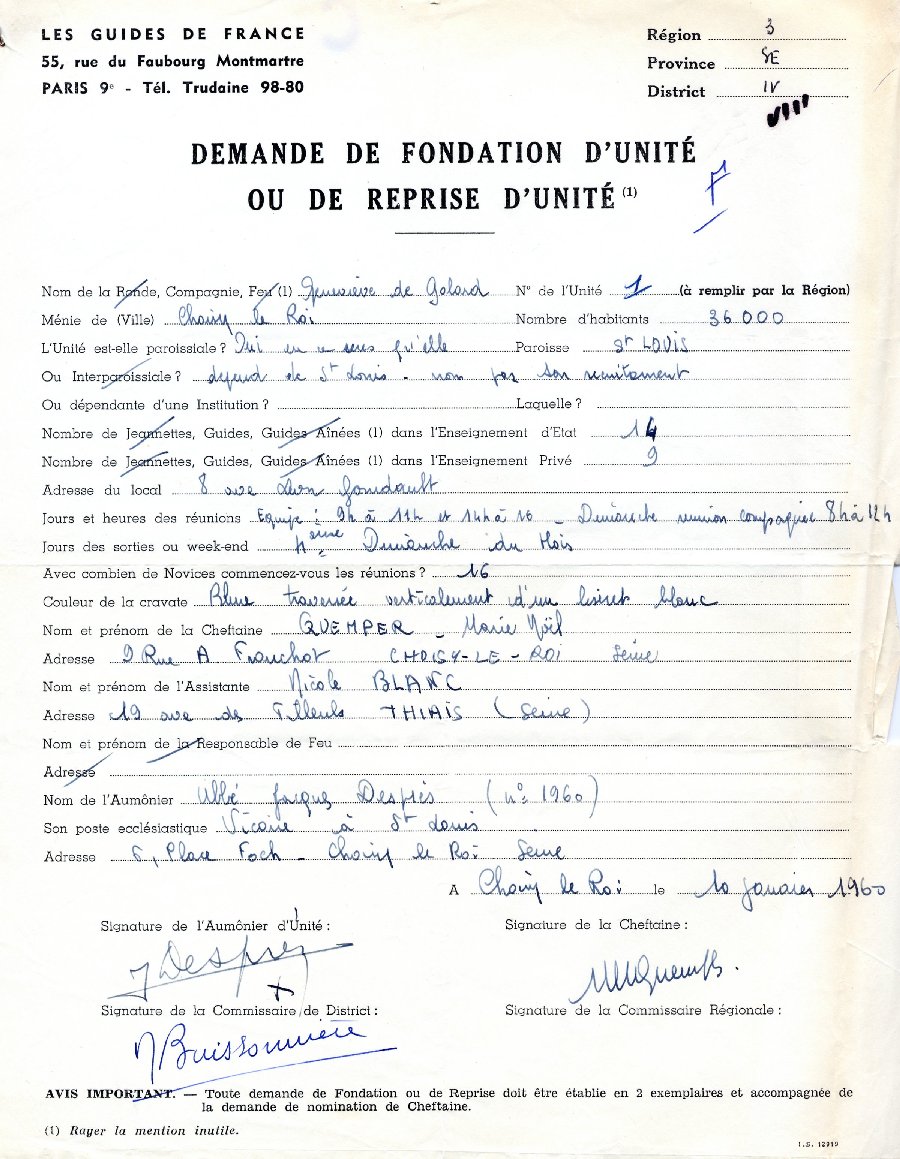 LES GUIDES DE FRANCE
55, rue du Faubourg Montmartre
PARIS 9e - Tél. Trudaine 98-80
Région 3
Province SE
District IV
VIII
DEMANDE DE FONDATION D'UNITÉ
OU DE REPRISE D'UNITÉ (1)
F
Nom de la Ronde, Compagnie, Feu (1) Geneviève de Galard N° de l'Unité 1 (à remplir par la Région)
Ménie de (Ville) Choisy le Roi Nombre d'habitants 36000
L'Unité est-elle paroissiale ? Oui en ce sens qu'elle Paroisse St LOUIS
Ou Interparoissiale ? dépend de St Louis - non par son recrutement
Ou dépendante d'une Institution ? Laquelle ?
Nombre de Jeannettes, Guides, Guides Aînées (1) dans l'Enseignement d'Etat 14
Nombre de Jeannettes, Guides, Guides Aînées (1) dans l'Enseignement Privé 9
Adresse du local 8 ave Léon Gourdault
Jours et heures des réunions Equipe : 9h à 11h et 14h à 16 - Dimanche reunion compagnie 8h à 12h
Jours des sorties ou week-end 4ème Dimanche du Mois
Avec combien de Novices commencez-vous les réunions ? 16
Couleur de la cravate Bleue traversée verticalement d'un liseret blanc
Nom et prénom de la Cheftaine QUEMPER - Marie Noël
Adresse 9 Rue A Franchot CHOISY-LE-ROI Seine
Nom et prénom de l'Assistante Nicole BLANC
Adresse 19 ave des Tilleuls THIAIS (Seine)
Nom et prénom de la Responsable de Feu
Adresse
Nom de l'Aumônier Abbé Jacques Desprès (n° 1960)
Son poste ecclésiastique Vicaire à St Louis
Adresse 6, Place Foch - Choisy le Roi Seine
A Choisy le Roi le 10 janvier 1960
Signature de l'Aumônier d'Unité :
Signature de la Cheftaine :
J Desprez
MNQuemper.
Signature de la Commissaire de District :
Signature de la Commissaire Régionale :
N Buissonnière
AVIS IMPORTANT. — Toute demande de Fondation ou de Reprise doit être établie en 2 exemplaires et accompagnée de
la demande de nomination de Cheftaine.
(1) Rayer la mention inutile.
I.S. 12919